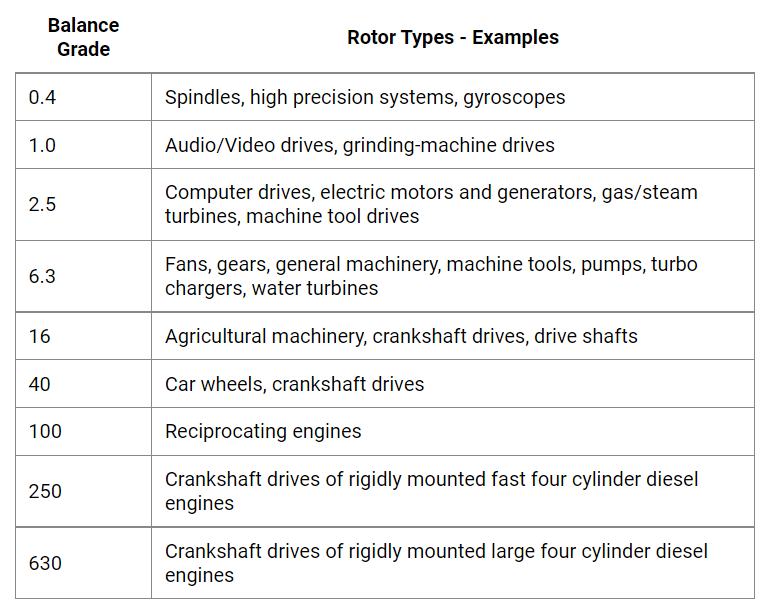 Balance
Grade
Rotor Types - Examples
0.4
Spindles, high precision systems, gyroscopes
1.0
Audio/Video drives, grinding-machine drives
2.5
Computer drives, electric motors and generators, gas/steam
turbines, machine tool drives
6.3
Fans, gears, general machinery, machine tools, pumps, turbo
chargers, water turbines
16
Agricultural machinery, crankshaft drives, drive shafts
40
Car wheels, crankshaft drives
100
Reciprocating engines
250
Crankshaft drives of rigidly mounted fast four cylinder diesel
engines
630
Crankshaft drives of rigidly mounted large four cylinder diesel
engines